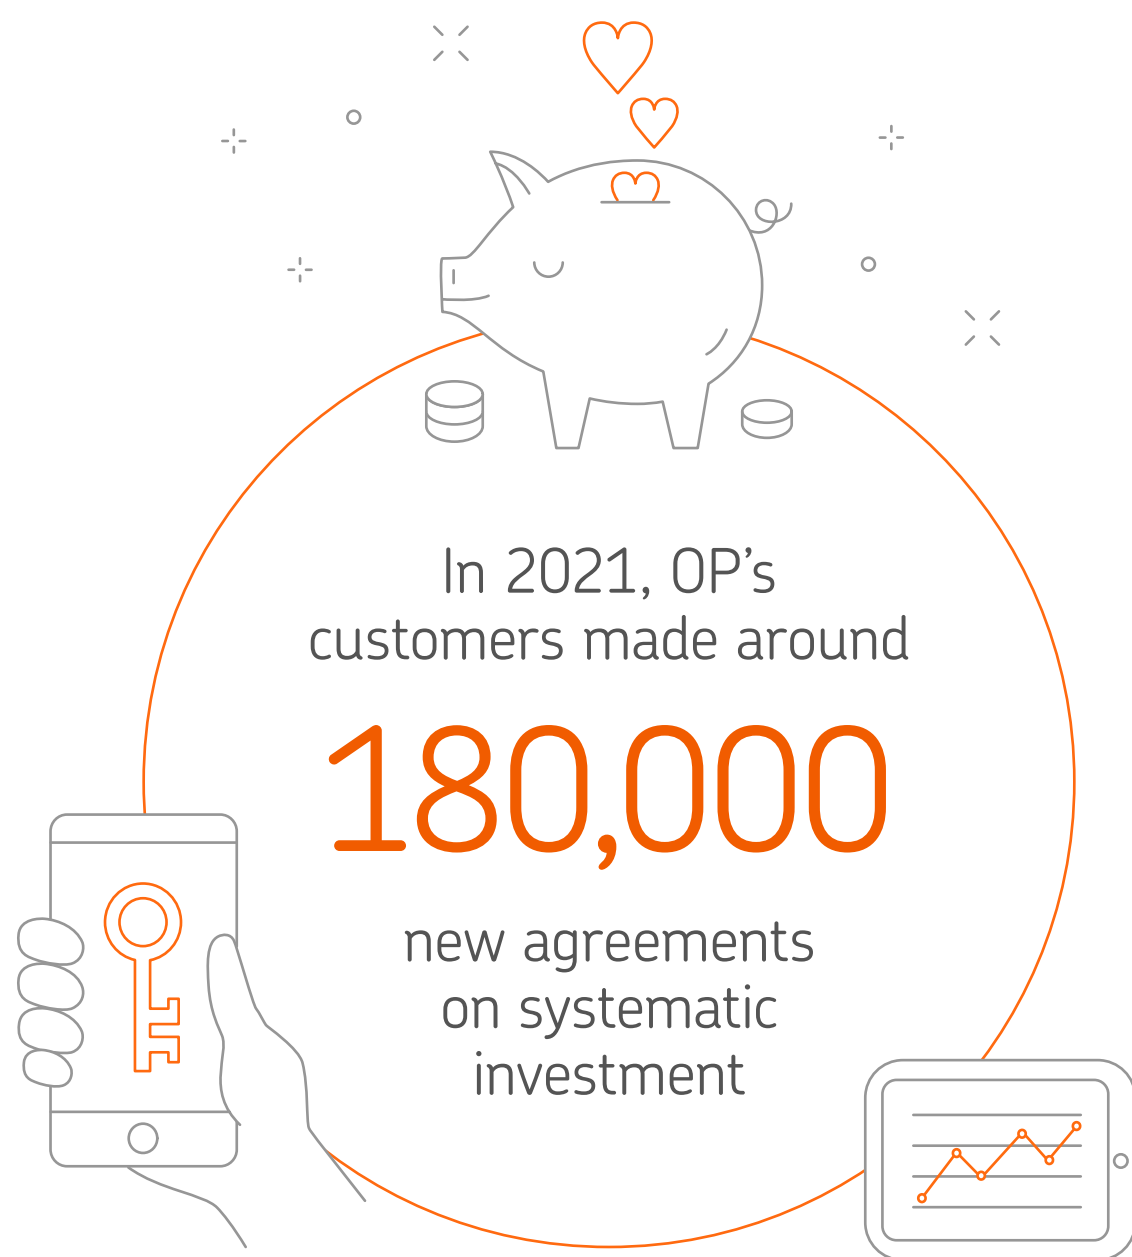 In 2021, OP’s
customers made around
180,000
new agreements
on systematic
investment